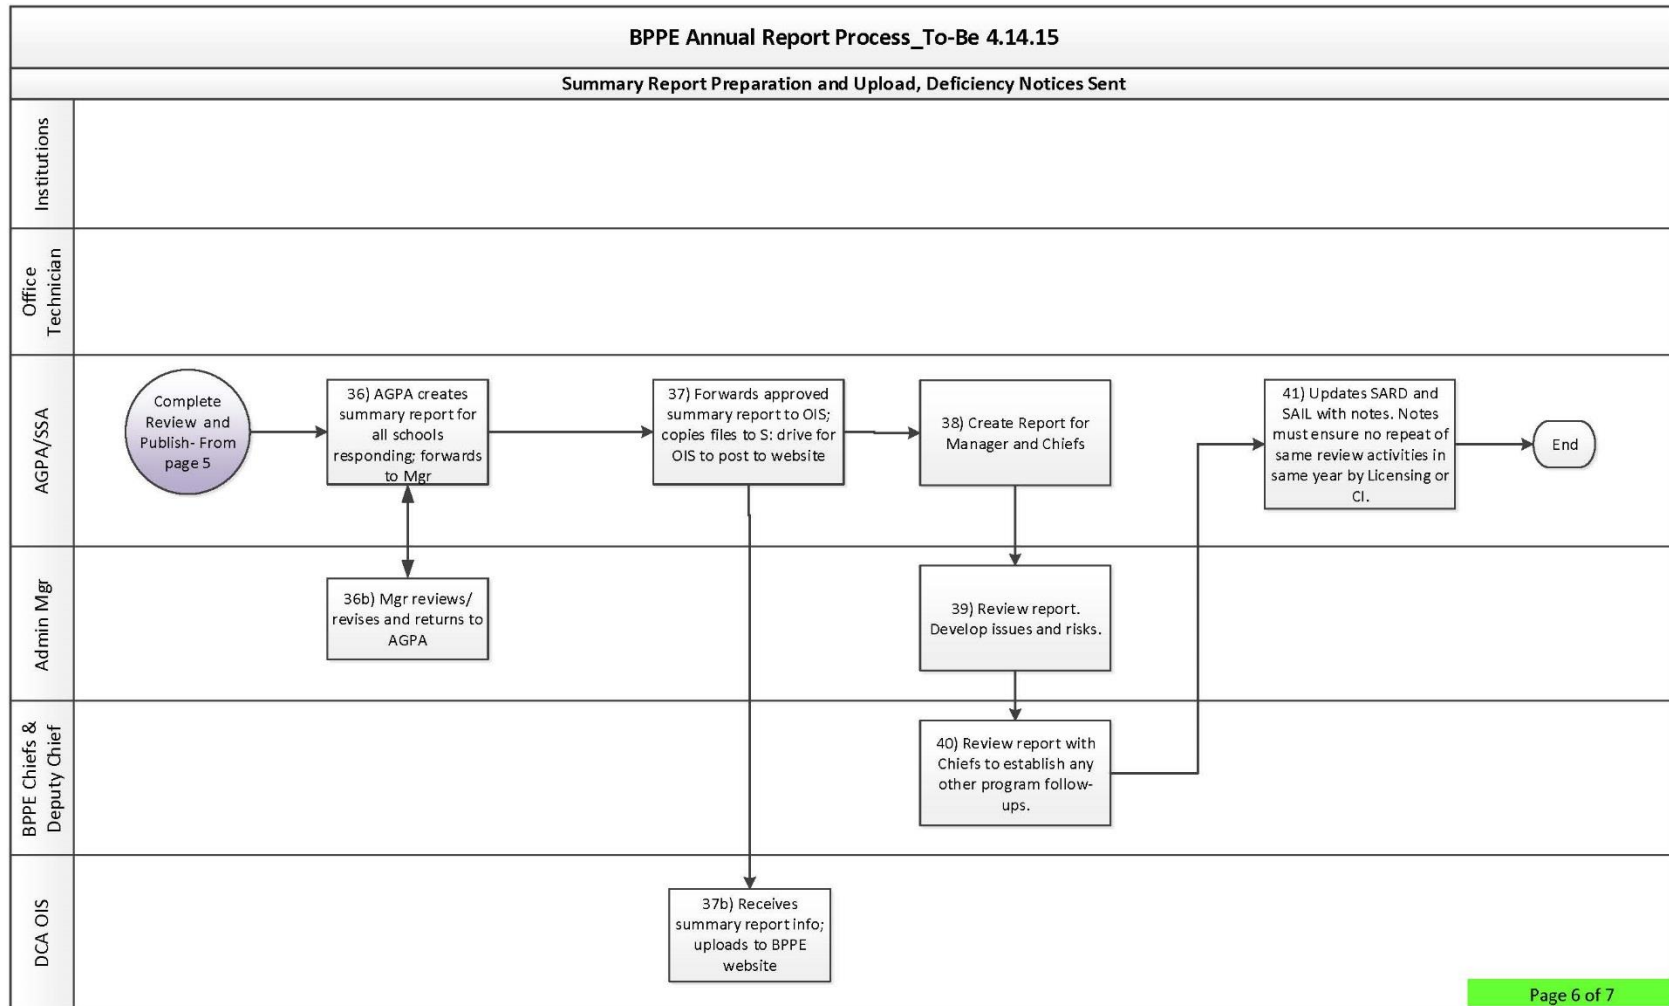 BPPE Annual Report Process_To-Be 4.14.15
Summary Report Preparation and Upload, Deficiency Notices Sent
Institutions
Office
Technician
AGPA/SSA
Complete
Review and
Publish- From
page 5
36) AGPA creates
summary report for
all schools
responding; forwards
to Mgr
37) Forwards approved
summary report to OIS;
copies files to S: drive for
OIS to post to website
38) Create Report for
Manager and Chiefs
41) Updates SARD and
SAIL with notes. Notes
must ensure no repeat of
same review activities in
same year by Licensing or
CI.
End
Admin Mgr
36b) Mgr reviews/
revises and returns to
AGPA
39) Review report.
Develop issues and risks.
BPPE Chiefs &
Deputy Chief
40) Review report with
Chiefs to establish any
other program follow-
ups.
DCA OIS
37b) Receives
summary report info;
uploads to BPPE
website
Page 6 of 7